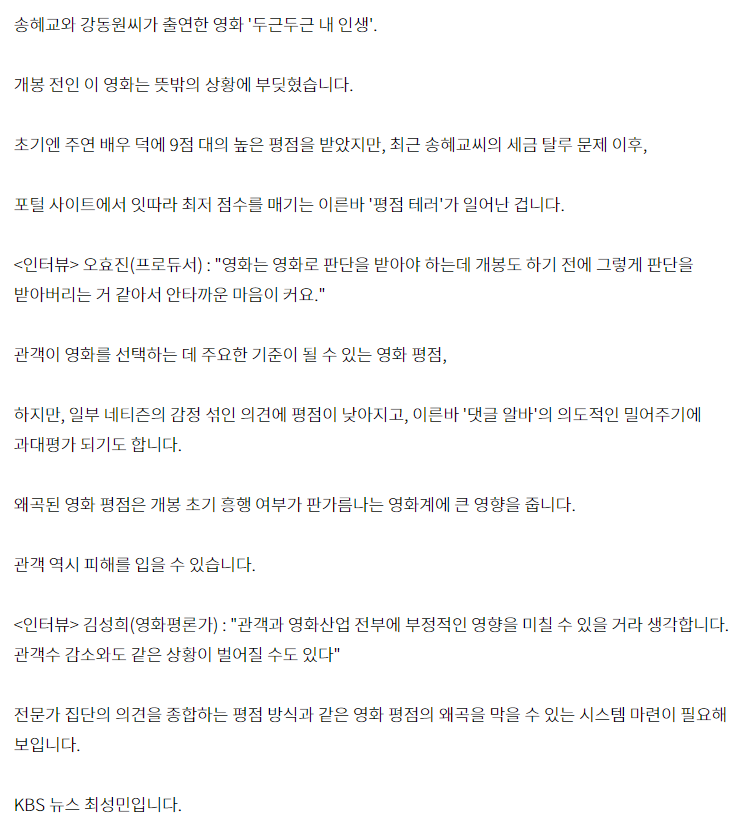 송혜교와 강동원씨가 출연한 영화 '두근두근 내 인생'.
개봉 전인 이 영화는 뜻밖의 상황에 부딪혔습니다.
초기엔 주연 배우 덕에 9점 대의 높은 평점을 받았지만, 최근 송혜교씨의 세금 탈루 문제 이후,
포털 사이트에서 잇따라 최저 점수를 매기는 이른바 '평점 테러'가 일어난 겁니다.
<인터뷰> 오효진(프로듀서) : "영화는 영화로 판단을 받아야 하는데 개봉도 하기 전에 그렇게 판단을
받아버리는 거 같아서 안타까운 마음이 커요."
관객이 영화를 선택하는 데 주요한 기준이 될 수 있는 영화 평점,
하지만, 일부 네티즌의 감정 섞인 의견에 평점이 낮아지고, 이른바 '댓글 알바'의 의도적인 밀어주기에
과대평가 되기도 합니다.
왜곡된 영화 평점은 개봉 초기 흥행 여부가 판가름나는 영화계에 큰 영향을 줍니다.
관객 역시 피해를 입을 수 있습니다.
<인터뷰> 김성희(영화평론가) : "관객과 영화산업 전부에 부정적인 영향을 미칠 수 있을 거라 생각합니다.
관객수 감소와도 같은 상황이 벌어질 수도 있다"
전문가 집단의 의견을 종합하는 평점 방식과 같은 영화 평점의 왜곡을 막을 수 있는 시스템 마련이 필요해
보입니다.
KBS 뉴스 최성민입니다.